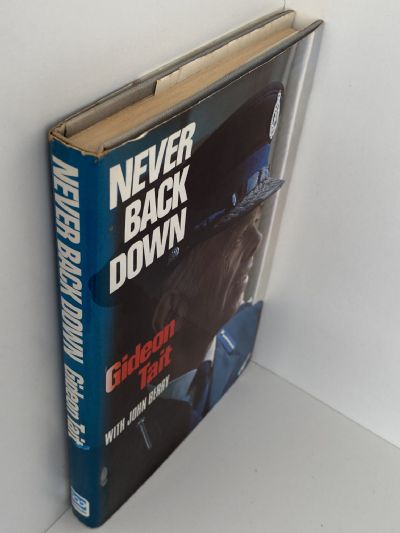 NEVER
BACK
DOWN
Gideon
Tait
WITH JOHN BERRY
NEVER BACK DOWN Gideon Tait